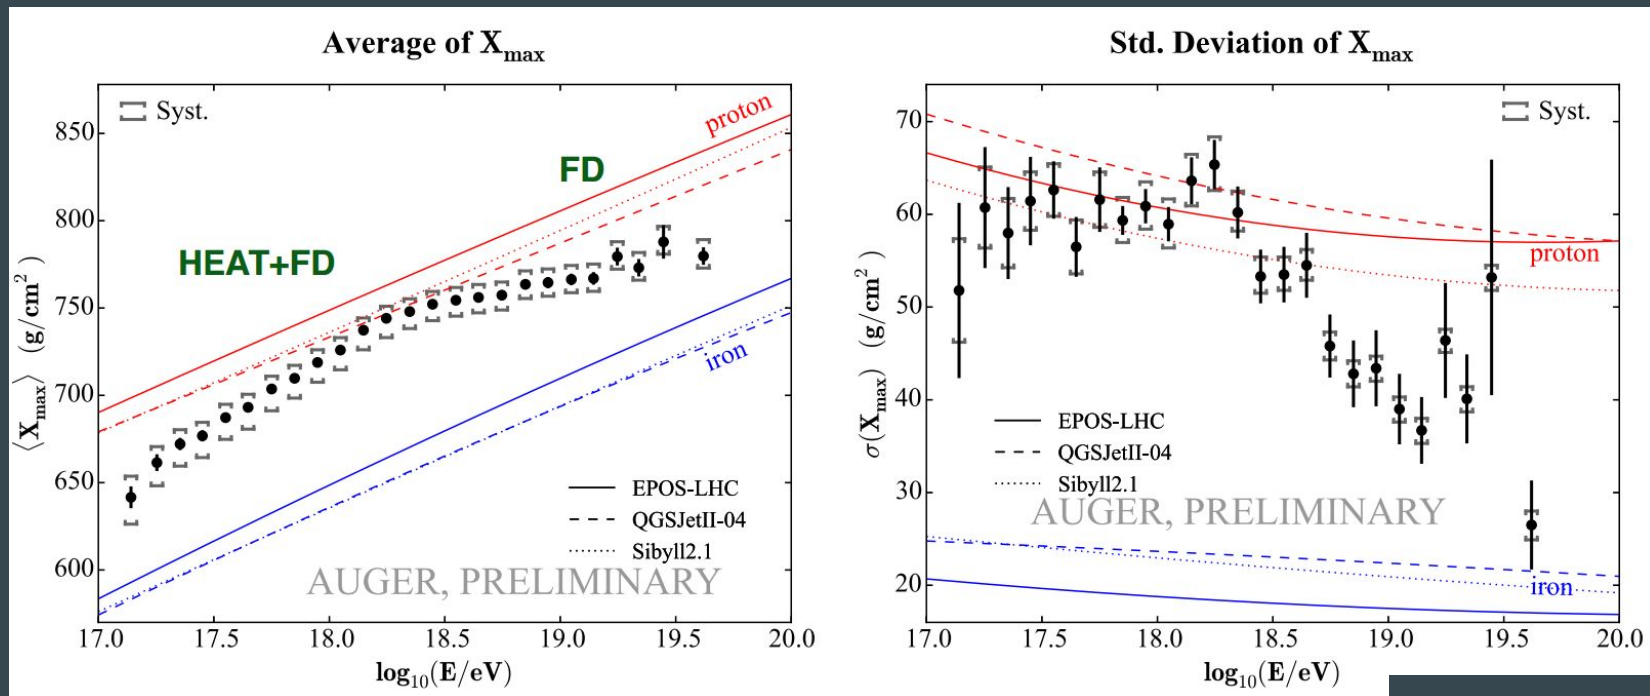 Average of Xmax
Syst.
proton
FD
HEAT+FD
iron
EPOS-LHC
QGSJetII-04
Sibyll2.1
AUGER, PRELIMINARY
850
800
750
700
650
600
17.0 17.5 18.0 18.5 19.0 19.5 20.0
⟨Xmax⟩ (g/cm²)
log₁₀(E/eV)
Std. Deviation of Xmax
Syst.
proton
EPOS-LHC
QGSJetII-04
Sibyll2.1
AUGER, PRELIMINARY
iron
70
60
50
40
30
20
17.0 17.5 18.0 18.5 19.0 19.5 20.0
σ(Xmax) (g/cm²)
log₁₀(E/eV)